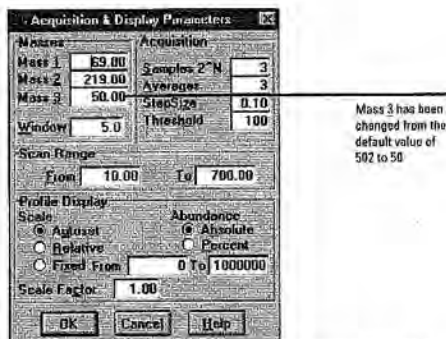 Acquisition & Display Parameters
Masses
Mass 1 69.00
Mass 2 219.00
Mass 3 50.00
Window 5.0
Acquisition
Samples 2^N 3
Averages 3
StepSize 0.10
Threshold 100
Scan Range
From 10.00 To 700.00
Profile Display
Scale
Autoset
Relative
Fixed From 0 To 1000000
Abundance
Absolute
Percent
Scale Factor 1.00
OK Cancel Help
Mass 3 has been
changed from the
default value of
502 to 50